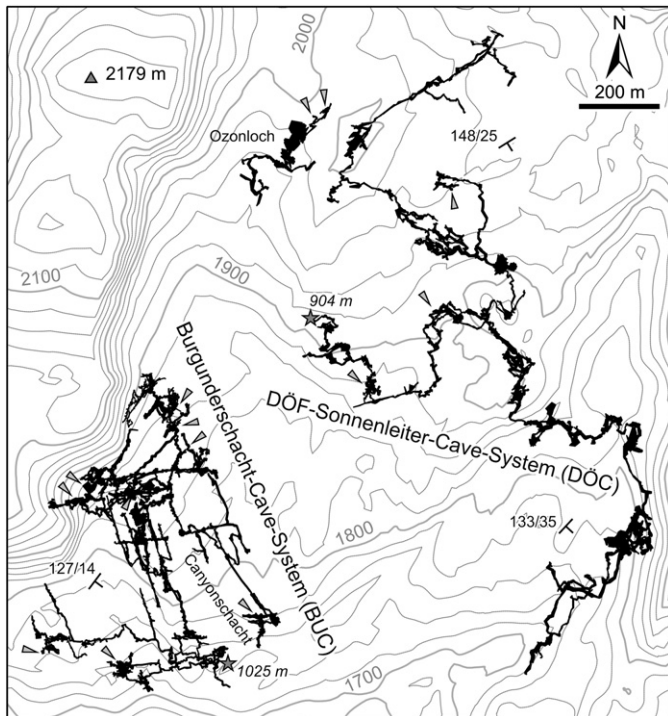 2000
N
2179 m
200 m
Ozonloch
148/25
2100
1900
904 m
Burgunderschacht-Cave-System (BUC)
DÖF-Sonnenleiter-Cave-System (DÖC)
133/35
1800
127/14
Canyonschacht
1025 m
1700